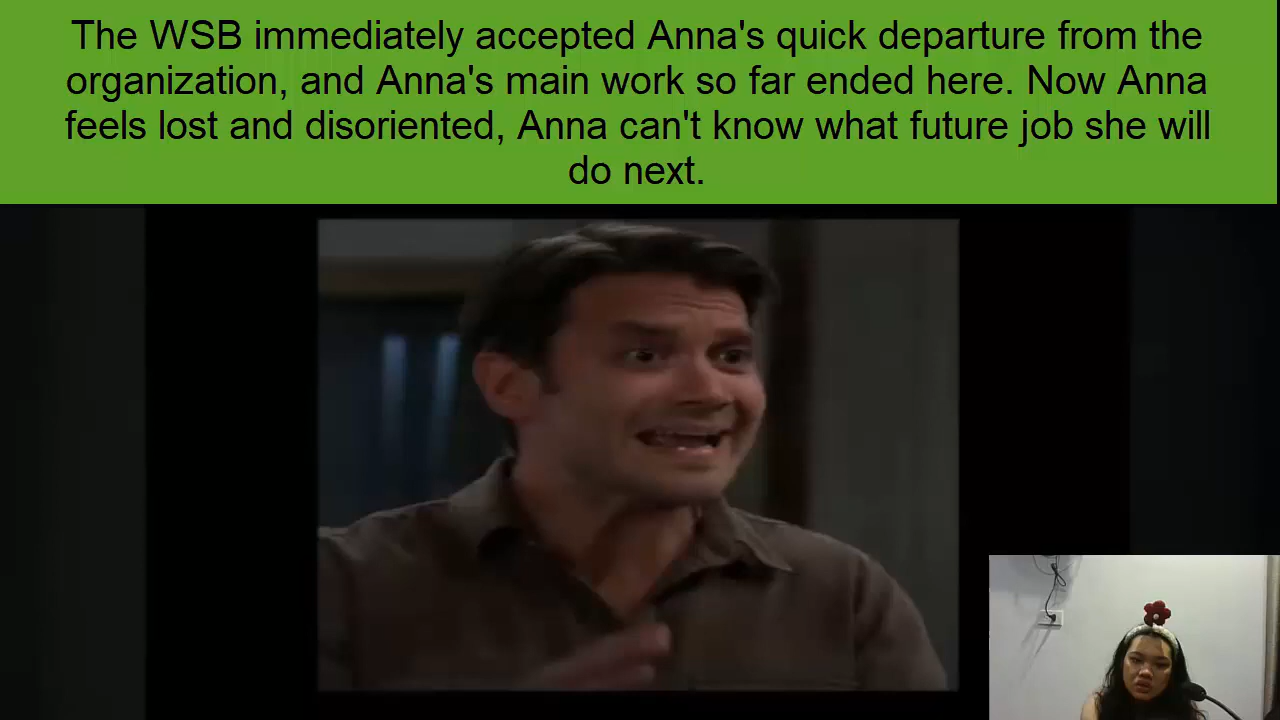 The WSB immediately accepted Anna's quick departure from the
organization, and Anna's main work so far ended here. Now Anna
feels lost and disoriented, Anna can't know what future job she will
do next.